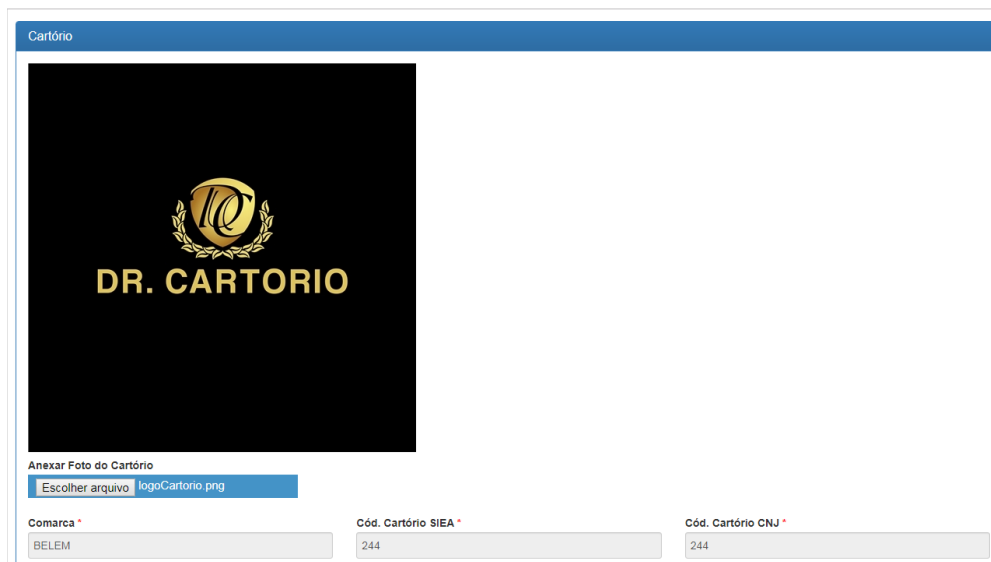 Cartório
DC
DR. CARTORIO
Anexar Foto do Cartório
Escolher arquivo logoCartorio.png
Comarca * Cód. Cartório SIEA * Cód. Cartório CNJ *
BELEM 244 244